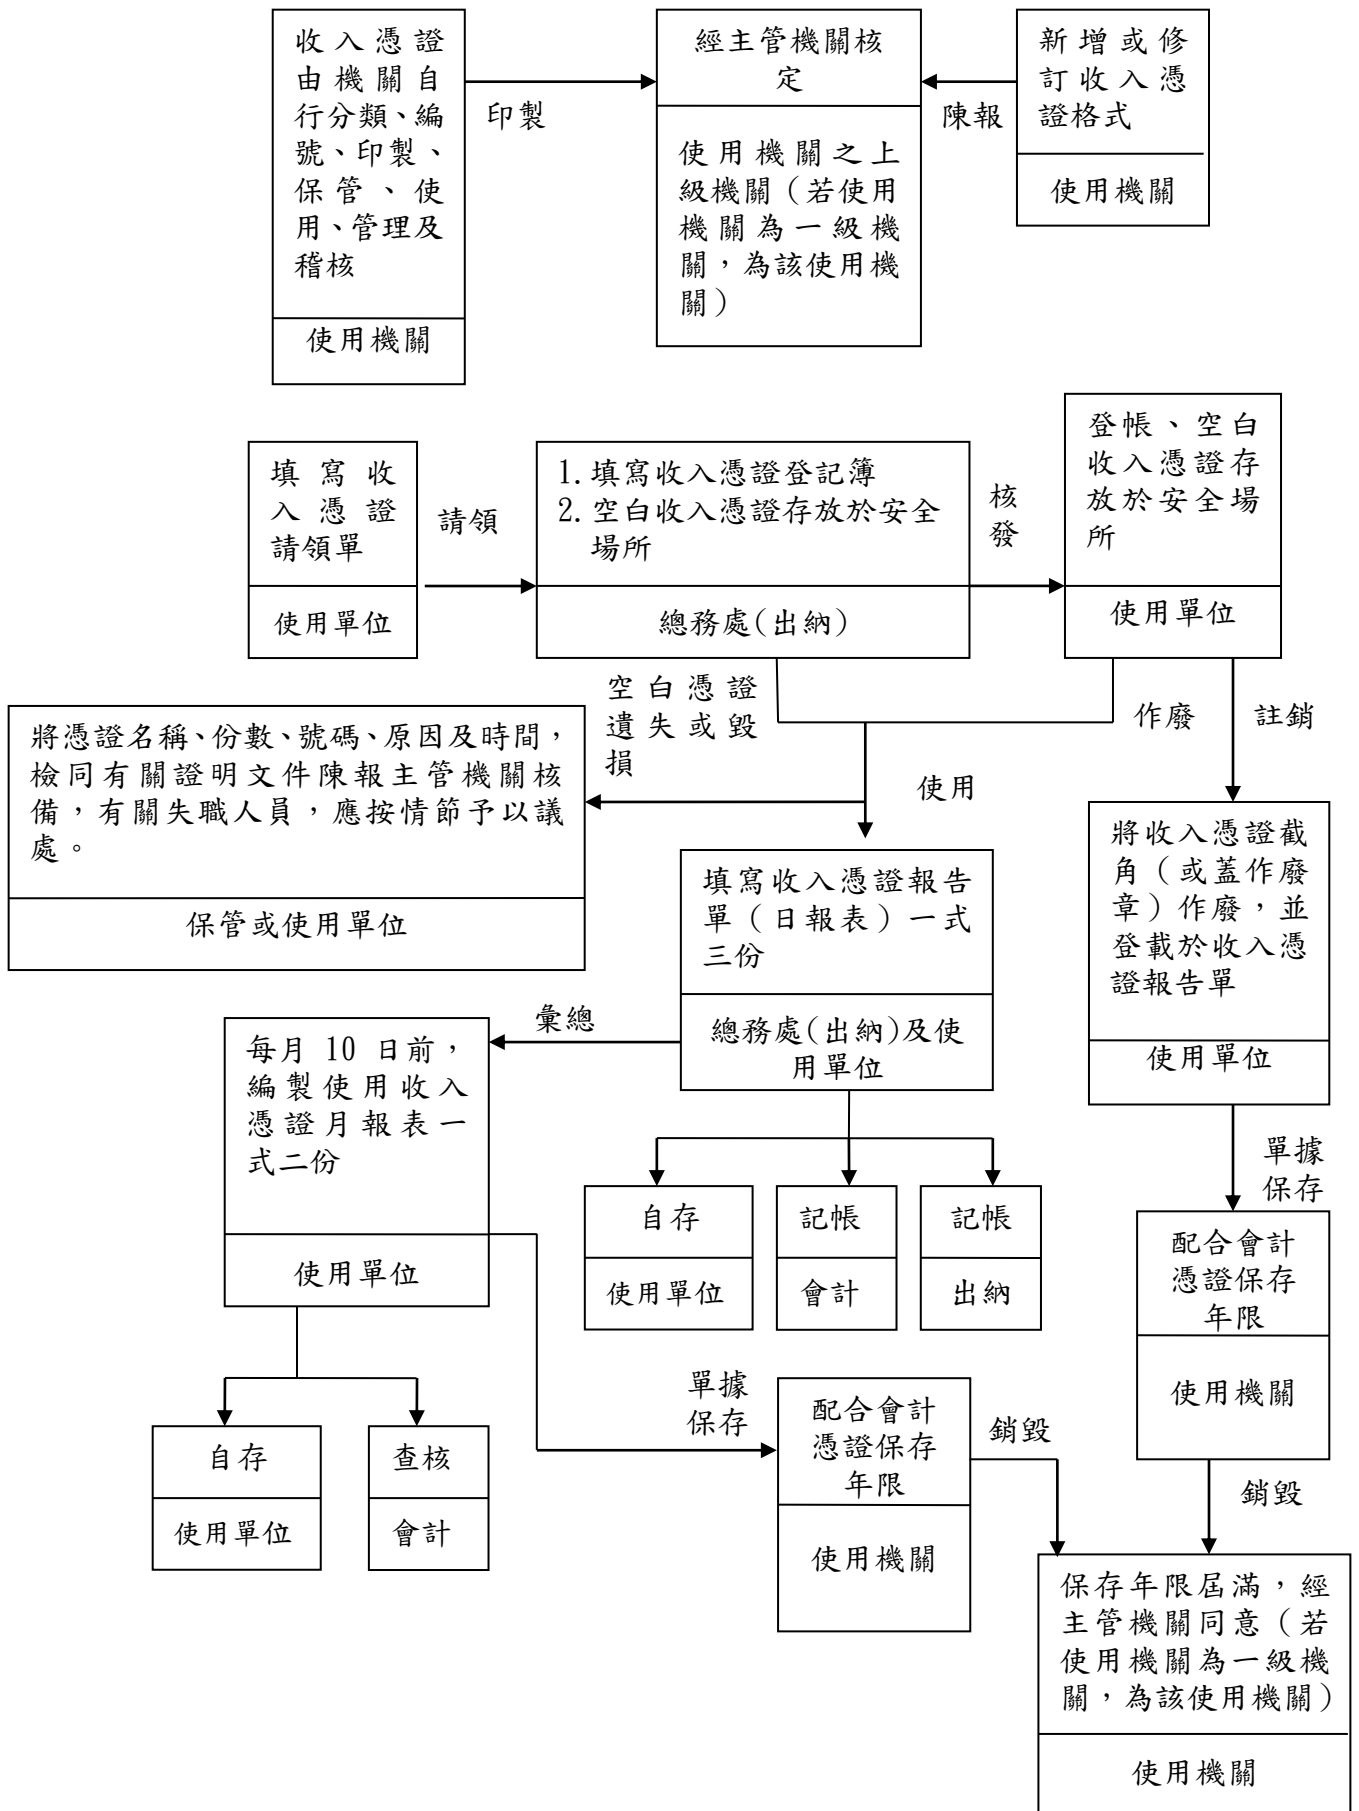 收入憑證
由機關自
行分類、編
號、印製、
保管、使
用、管理及
稽核
使用機關
印製
經主管機關核
定
使用機關之上
級機關（若使用
機關為一級機
關，為該使用機
關）
陳報
新增或修
訂收入憑
證格式
使用機關
填寫收
入憑證
請領單
使用單位
請領
1.填寫收入憑證登記簿
2.空白收入憑證存放於安全
場所
總務處(出納)
核
發
登帳、空白
收入憑證存
放於安全場
所
使用單位
空白憑證
遺失或毀
損
使用
作廢
註銷
將憑證名稱、份數、號碼、原因及時間，
檢同有關證明文件陳報主管機關核
備，有關失職人員，應按情節予以議
處。
保管或使用單位
填寫收入憑證報告
單（日報表）一式
三份
總務處(出納)及使
用單位
將收入憑證截
角（或蓋作廢
章）作廢，並
登載於收入憑
證報告單
使用單位
彙總
每月 10 日前，
編製使用收入
憑證月報表一
式二份
使用單位
自存
使用單位
記帳
會計
記帳
出納
單據
保存
配合會計
憑證保存
年限
使用機關
自存
使用單位
查核
會計
單據
保存
配合會計
憑證保存
年限
使用機關
銷毀
銷毀
保存年限屆滿，經
主管機關同意（若
使用機關為一級機
關，為該使用機關）
使用機關